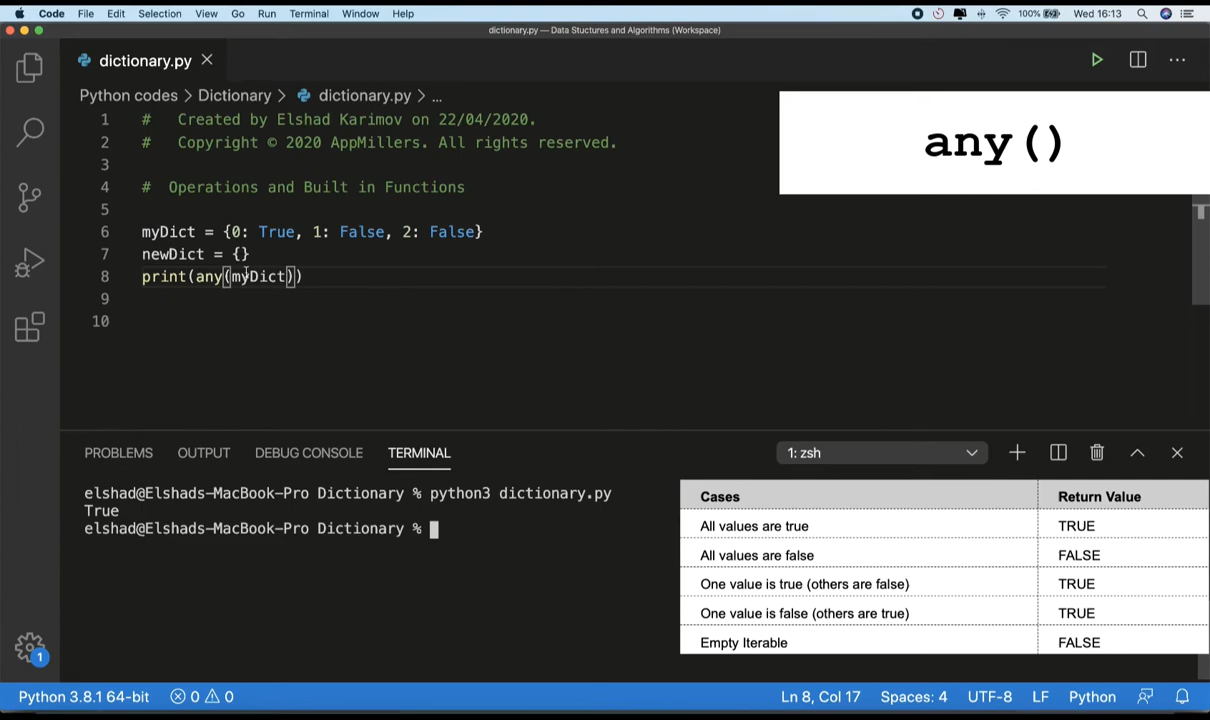 Code File Edit Selection View Go Run Terminal Window Help 100% Wed 16:13
dictionary.py — Data Stuctures and Algorithms (Workspace)
dictionary.py
Python codes > Dictionary > dictionary.py > ...
any()
1 # Created by Elshad Karimov on 22/04/2020.
2 # Copyright © 2020 AppMillers. All rights reserved.
3
4 # Operations and Built in Functions
5
6 myDict = {0: True, 1: False, 2: False}
7 newDict = {}
8 print(any(myDict))
9
10
PROBLEMS OUTPUT DEBUG CONSOLE TERMINAL 1: zsh
elshad@Elshads-MacBook-Pro Dictionary % python3 dictionary.py
True
elshad@Elshads-MacBook-Pro Dictionary %
Cases Return Value
All values are true TRUE
All values are false FALSE
One value is true (others are false) TRUE
One value is false (others are true) TRUE
Empty Iterable FALSE
1
Python 3.8.1 64-bit 0 0 Ln 8, Col 17 Spaces: 4 UTF-8 LF Python